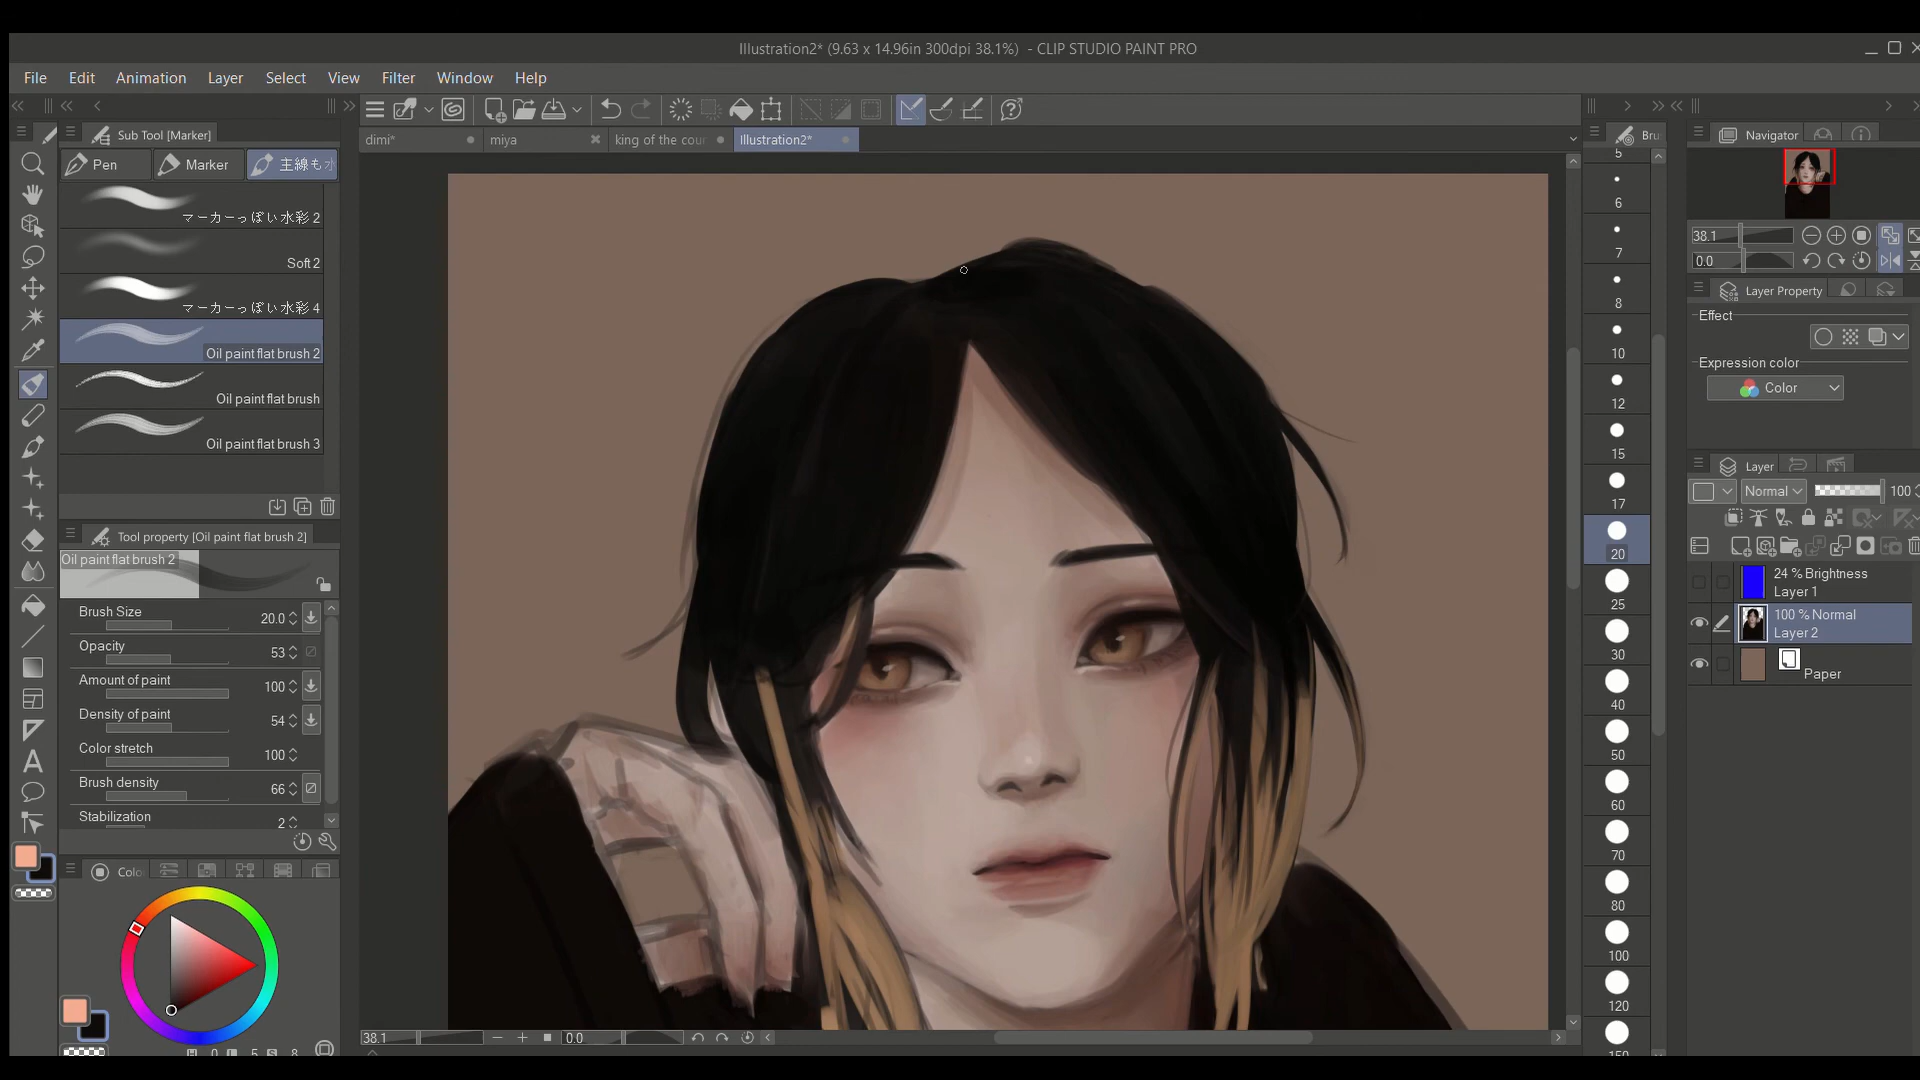 Illustration2* (9.63 x 14.96in 300dpi 38.1%) - CLIP STUDIO PAINT PRO
File Edit Animation Layer Select View Filter Window Help
Sub Tool [Marker]
Pen Marker 主線も水
マーカーっぽい水彩 2
Soft 2
マーカーっぽい水彩 4
Oil paint flat brush 2
Oil paint flat brush
Oil paint flat brush 3
Tool property [Oil paint flat brush 2]
Oil paint flat brush 2
Brush Size 20.0
Opacity 53
Amount of paint 100
Density of paint 54
Color stretch 100
Brush density 66
Stabilization 2
Colo
dimi* miya king of the cour Illustration2*
38.1 0.0
Bru
5
6
7
8
10
12
15
17
20
25
30
40
50
60
70
80
100
120
150
Navigator
38.1
0.0
Layer Property
Effect
Expression color
Color
Layer
Normal 100
24 % Brightness
Layer 1
100 % Normal
Layer 2
Paper